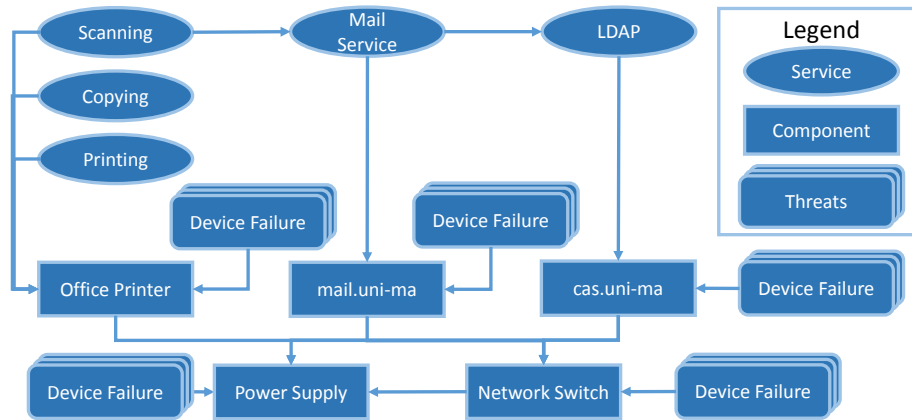 Scanning
Mail
Service
LDAP
Legend
Service
Copying
Component
Printing
Threats
Device Failure
Device Failure
Office Printer
mail.uni-ma
cas.uni-ma
Device Failure
Device Failure
Power Supply
Network Switch
Device Failure